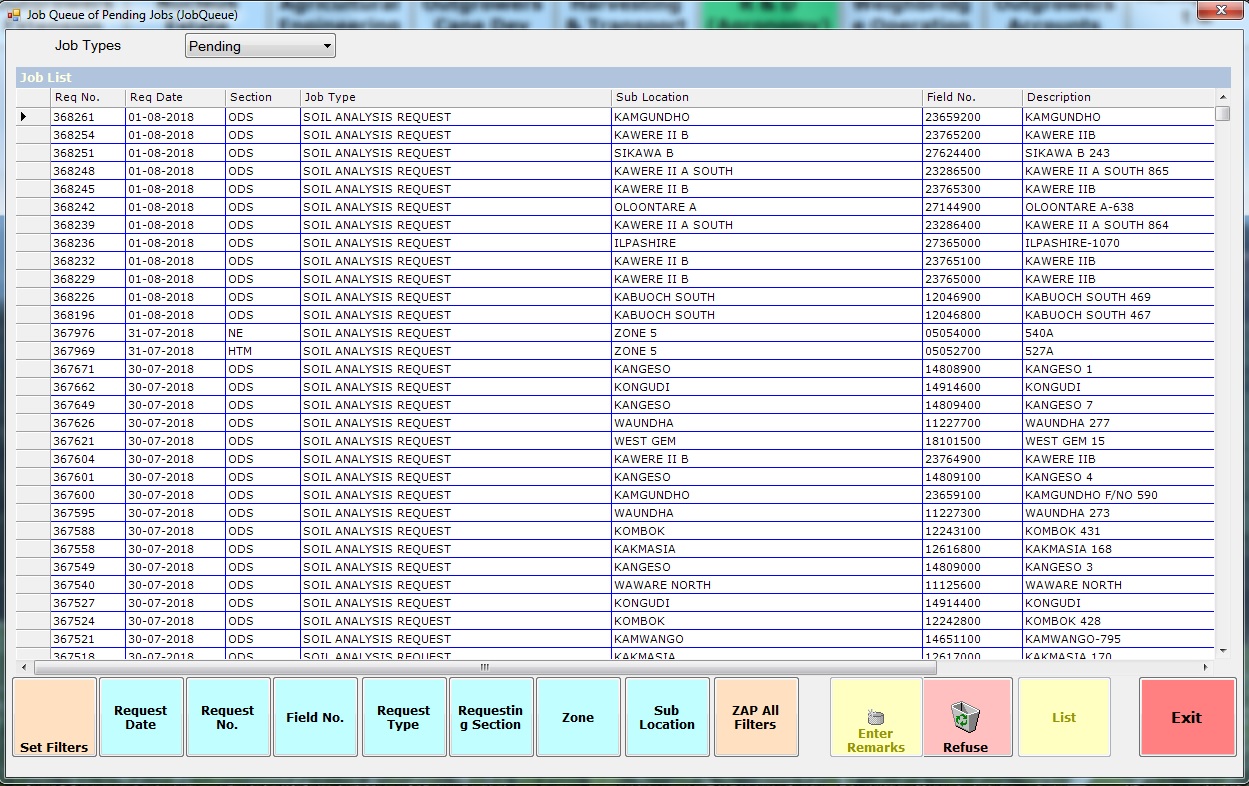 Job Queue of Pending Jobs (JobQueue)
Job Types Pending
Job List
Req No. Req Date Section Job Type Sub Location Field No. Description
368261 01-08-2018 ODS SOIL ANALYSIS REQUEST KAMGUNDHO 23659200 KAMGUNDHO
368254 01-08-2018 ODS SOIL ANALYSIS REQUEST KAWERE II B 23765200 KAWERE IIB
368251 01-08-2018 ODS SOIL ANALYSIS REQUEST SIKAWA B 27624400 SIKAWA B 243
368248 01-08-2018 ODS SOIL ANALYSIS REQUEST KAWERE II A SOUTH 23286500 KAWERE II A SOUTH 865
368245 01-08-2018 ODS SOIL ANALYSIS REQUEST KAWERE II B 23765300 KAWERE IIB
368242 01-08-2018 ODS SOIL ANALYSIS REQUEST OLOONTARE A 27144900 OLOONTARE A-638
368239 01-08-2018 ODS SOIL ANALYSIS REQUEST KAWERE II A SOUTH 23286400 KAWERE II A SOUTH 864
368236 01-08-2018 ODS SOIL ANALYSIS REQUEST ILPASHIRE 27365000 ILPASHIRE-1070
368232 01-08-2018 ODS SOIL ANALYSIS REQUEST KAWERE II B 23765100 KAWERE IIB
368229 01-08-2018 ODS SOIL ANALYSIS REQUEST KAWERE II B 23765000 KAWERE IIB
368226 01-08-2018 ODS SOIL ANALYSIS REQUEST KABUOCH SOUTH 12046900 KABUOCH SOUTH 469
368196 01-08-2018 ODS SOIL ANALYSIS REQUEST KABUOCH SOUTH 12046800 KABUOCH SOUTH 467
367976 31-07-2018 NE SOIL ANALYSIS REQUEST ZONE 5 05054000 540A
367969 31-07-2018 HTM SOIL ANALYSIS REQUEST ZONE 5 05052700 527A
367671 30-07-2018 ODS SOIL ANALYSIS REQUEST KANGESO 14808900 KANGESO 1
367662 30-07-2018 ODS SOIL ANALYSIS REQUEST KONGUDI 14914600 KONGUDI
367649 30-07-2018 ODS SOIL ANALYSIS REQUEST KANGESO 14809400 KANGESO 7
367626 30-07-2018 ODS SOIL ANALYSIS REQUEST WAUNDHA 11227700 WAUNDHA 277
367621 30-07-2018 ODS SOIL ANALYSIS REQUEST WEST GEM 18101500 WEST GEM 15
367604 30-07-2018 ODS SOIL ANALYSIS REQUEST KAWERE II B 23764900 KAWERE IIB
367601 30-07-2018 ODS SOIL ANALYSIS REQUEST KANGESO 14809100 KANGESO 4
367600 30-07-2018 ODS SOIL ANALYSIS REQUEST KAMGUNDHO 23659100 KAMGUNDHO F/NO 590
367595 30-07-2018 ODS SOIL ANALYSIS REQUEST WAUNDHA 11227300 WAUNDHA 273
367588 30-07-2018 ODS SOIL ANALYSIS REQUEST KOMBOK 12243100 KOMBOK 431
367558 30-07-2018 ODS SOIL ANALYSIS REQUEST KAKMASIA 12616800 KAKMASIA 168
367549 30-07-2018 ODS SOIL ANALYSIS REQUEST KANGESO 14809000 KANGESO 3
367540 30-07-2018 ODS SOIL ANALYSIS REQUEST WAWARE NORTH 11125600 WAWARE NORTH
367527 30-07-2018 ODS SOIL ANALYSIS REQUEST KONGUDI 14914400 KONGUDI
367524 30-07-2018 ODS SOIL ANALYSIS REQUEST KOMBOK 12242800 KOMBOK 428
367521 30-07-2018 ODS SOIL ANALYSIS REQUEST KAMWANGO 14651100 KAMWANGO-795
367518 30-07-2018 ODS SOIL ANALYSIS REQUEST KAKMASIA 12617000 KAKMASIA 170
Set Filters
Request
Date
Request
No.
Field No.
Request
Type
Requestin
g Section
Zone
Sub
Location
ZAP All
Filters
Enter
Remarks
Refuse
List
Exit